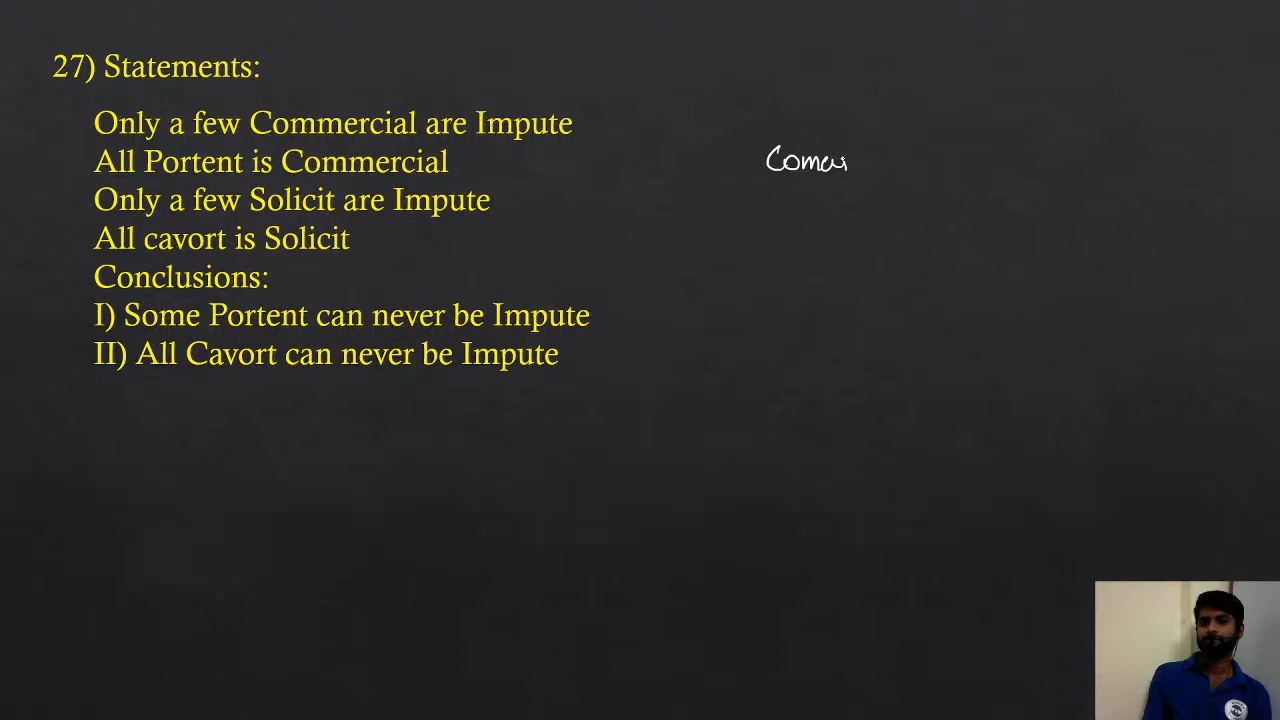 27) Statements:
Only a few Commercial are Impute
All Portent is Commercial
Only a few Solicit are Impute
All cavort is Solicit
Conclusions:
I) Some Portent can never be Impute
II) All Cavort can never be Impute